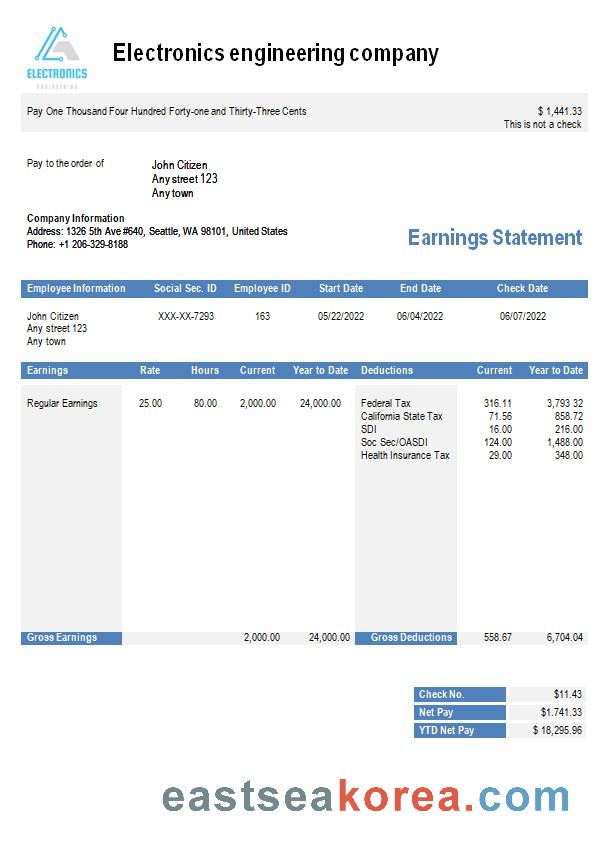 Electronics engineering company
ELECTRONICS
ENGINEERING
Pay One Thousand Four Hundred Forty-one and Thirty-Three Cents $ 1,441.33
This is not a check
Pay to the order of John Citizen
Any street 123
Any town
Company Information
Address: 1326 5th Ave #640, Seattle, WA 98101, United States
Phone: +1 206-329-8188
Earnings Statement
Employee Information Social Sec. ID Employee ID Start Date End Date Check Date
John Citizen XXX-XX-7293 163 05/22/2022 06/04/2022 06/07/2022
Any street 123
Any town
Earnings Rate Hours Current Year to Date Deductions Current Year to Date
Regular Earnings 25.00 80.00 2,000.00 24,000.00 Federal Tax 316.11 3,793.32
California State Tax 71.56 858.72
SDI 16.00 216.00
Soc Sec/OASDI 124.00 1,488.00
Health Insurance Tax 29.00 348.00
Gross Earnings 2,000.00 24,000.00 Gross Deductions 558.67 6,704.04
Check No. $11.43
Net Pay $1.741.33
YTD Net Pay $ 18,295.96
eastseakorea.com